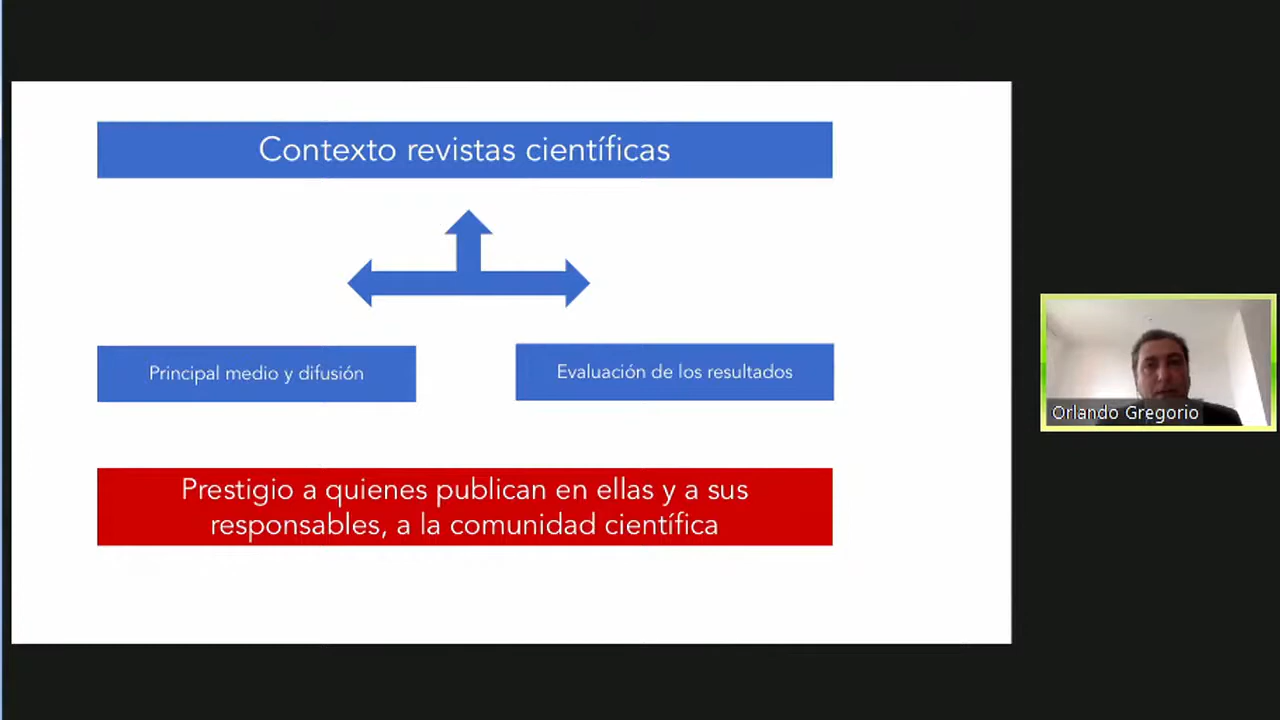 Contexto revistas científicas
Principal medio y difusión
Evaluación de los resultados
Prestigio a quienes publican en ellas y a sus
responsables, a la comunidad científica
Orlando Gregorio